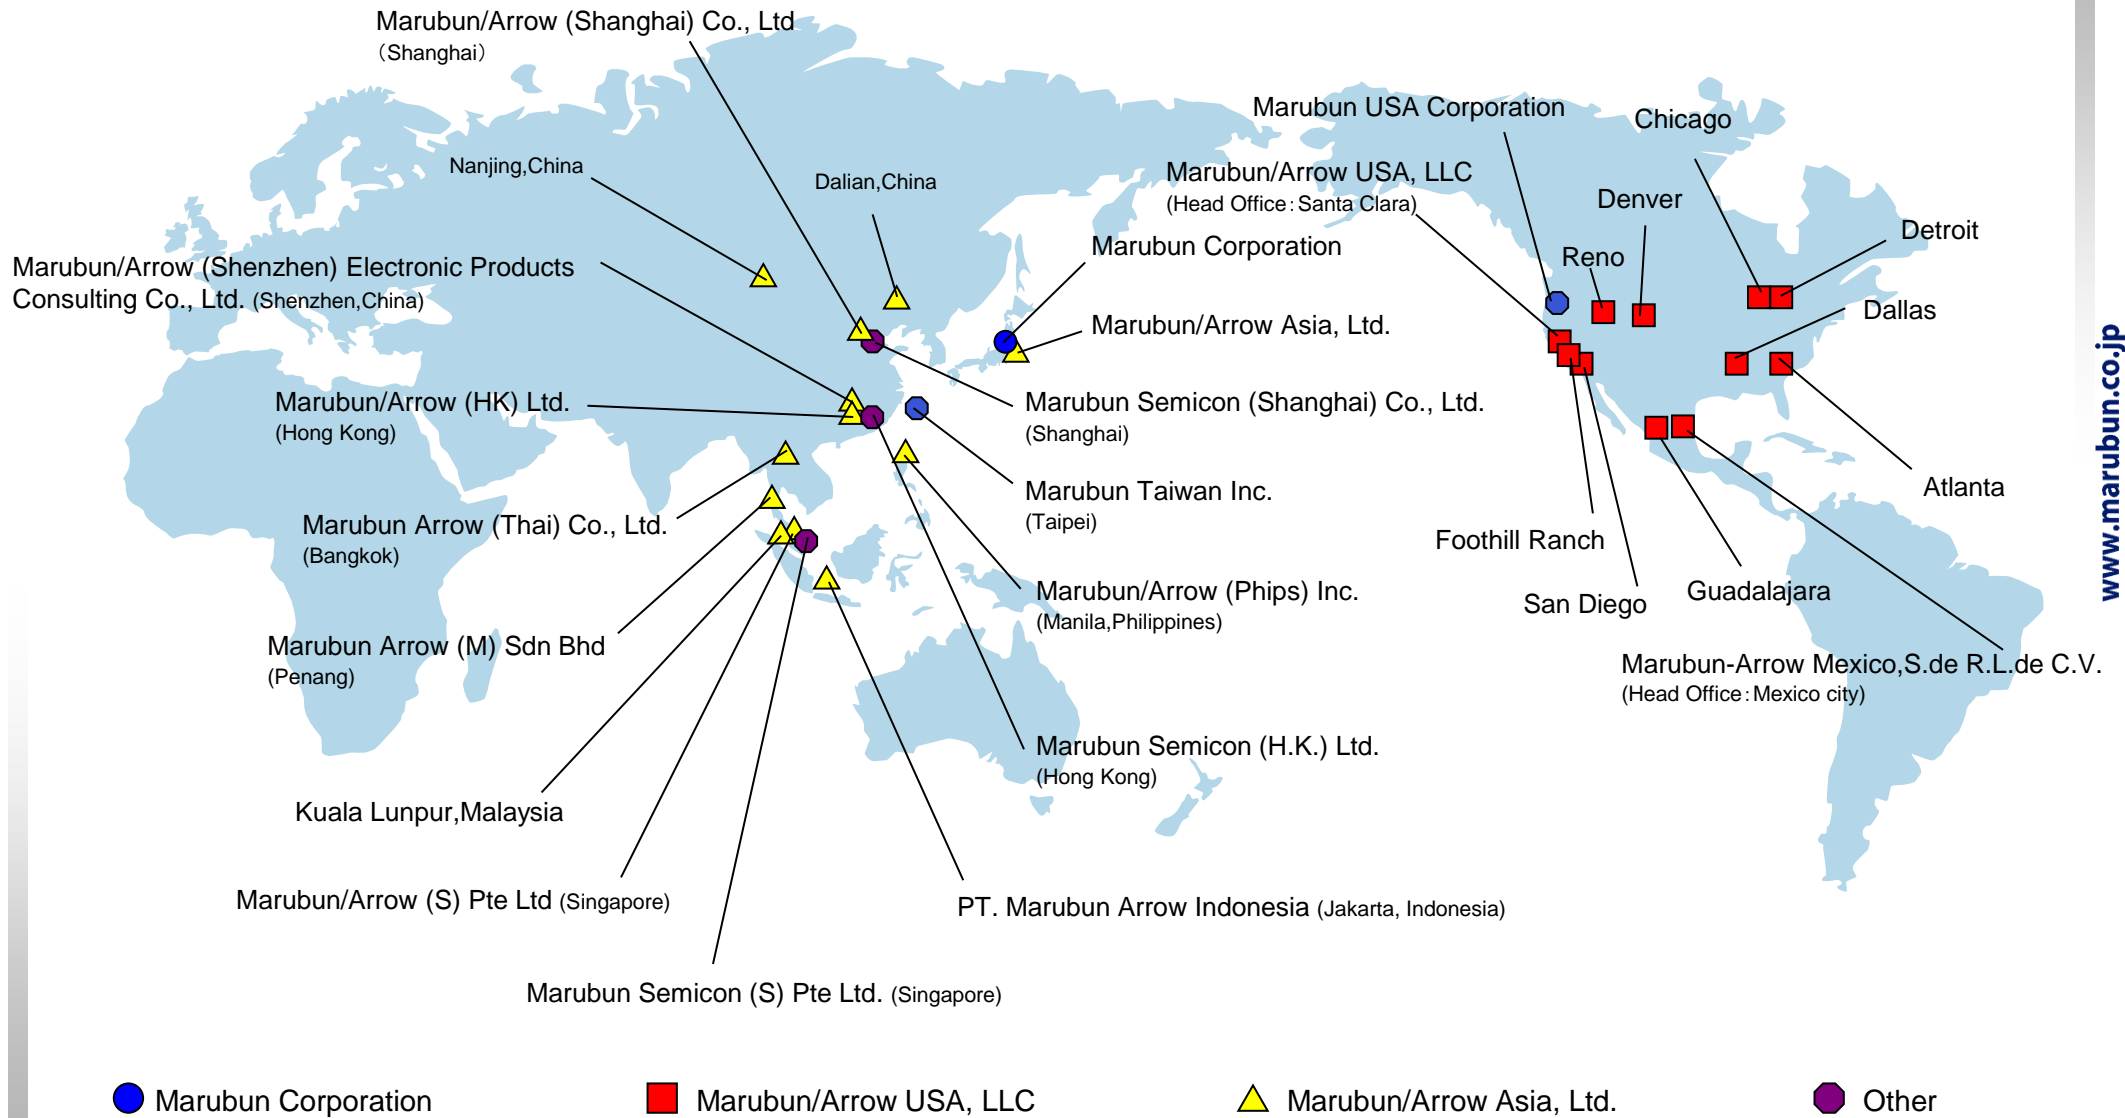 Marubun/Arrow (Shanghai) Co., Ltd
（Shanghai）
Marubun USA Corporation
Chicago
Nanjing,China
Dalian,China
Marubun/Arrow USA, LLC
(Head Office：Santa Clara)
Denver
Detroit
Marubun Corporation
Reno
Marubun/Arrow (Shenzhen) Electronic Products
Consulting Co., Ltd. (Shenzhen,China)
Dallas
Marubun/Arrow Asia, Ltd.
www.marubun.co.jp
Marubun/Arrow (HK) Ltd.
(Hong Kong)
Marubun Semicon (Shanghai) Co., Ltd.
(Shanghai)
Atlanta
Marubun Taiwan Inc.
(Taipei)
Marubun Arrow (Thai) Co., Ltd.
(Bangkok)
Foothill Ranch
Marubun/Arrow (Phips) Inc.
(Manila,Philippines)
San Diego
Guadalajara
Marubun Arrow (M) Sdn Bhd
(Penang)
Marubun-Arrow Mexico,S.de R.L.de C.V.
(Head Office：Mexico city)
Marubun Semicon (H.K.) Ltd.
(Hong Kong)
Kuala Lunpur,Malaysia
Marubun/Arrow (S) Pte Ltd (Singapore)
PT. Marubun Arrow Indonesia (Jakarta, Indonesia)
Marubun Semicon (S) Pte Ltd. (Singapore)
Marubun Corporation
Marubun/Arrow USA, LLC
Marubun/Arrow Asia, Ltd.
Other